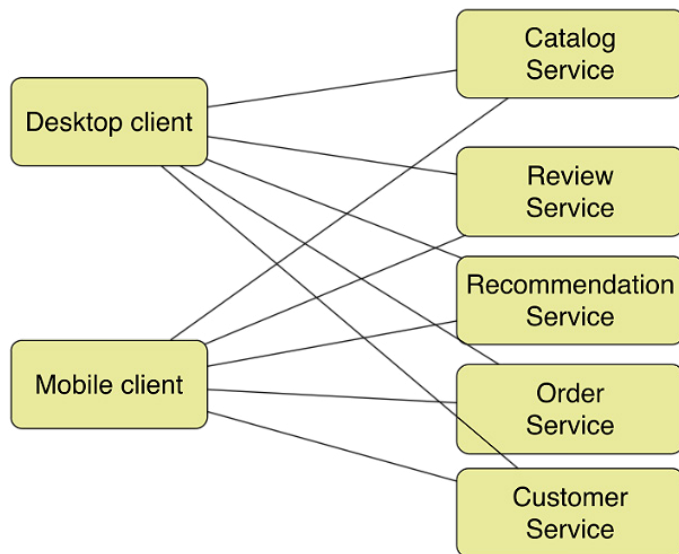 Desktop client
Mobile client
Catalog
Service
Review
Service
Recommendation
Service
Order
Service
Customer
Service